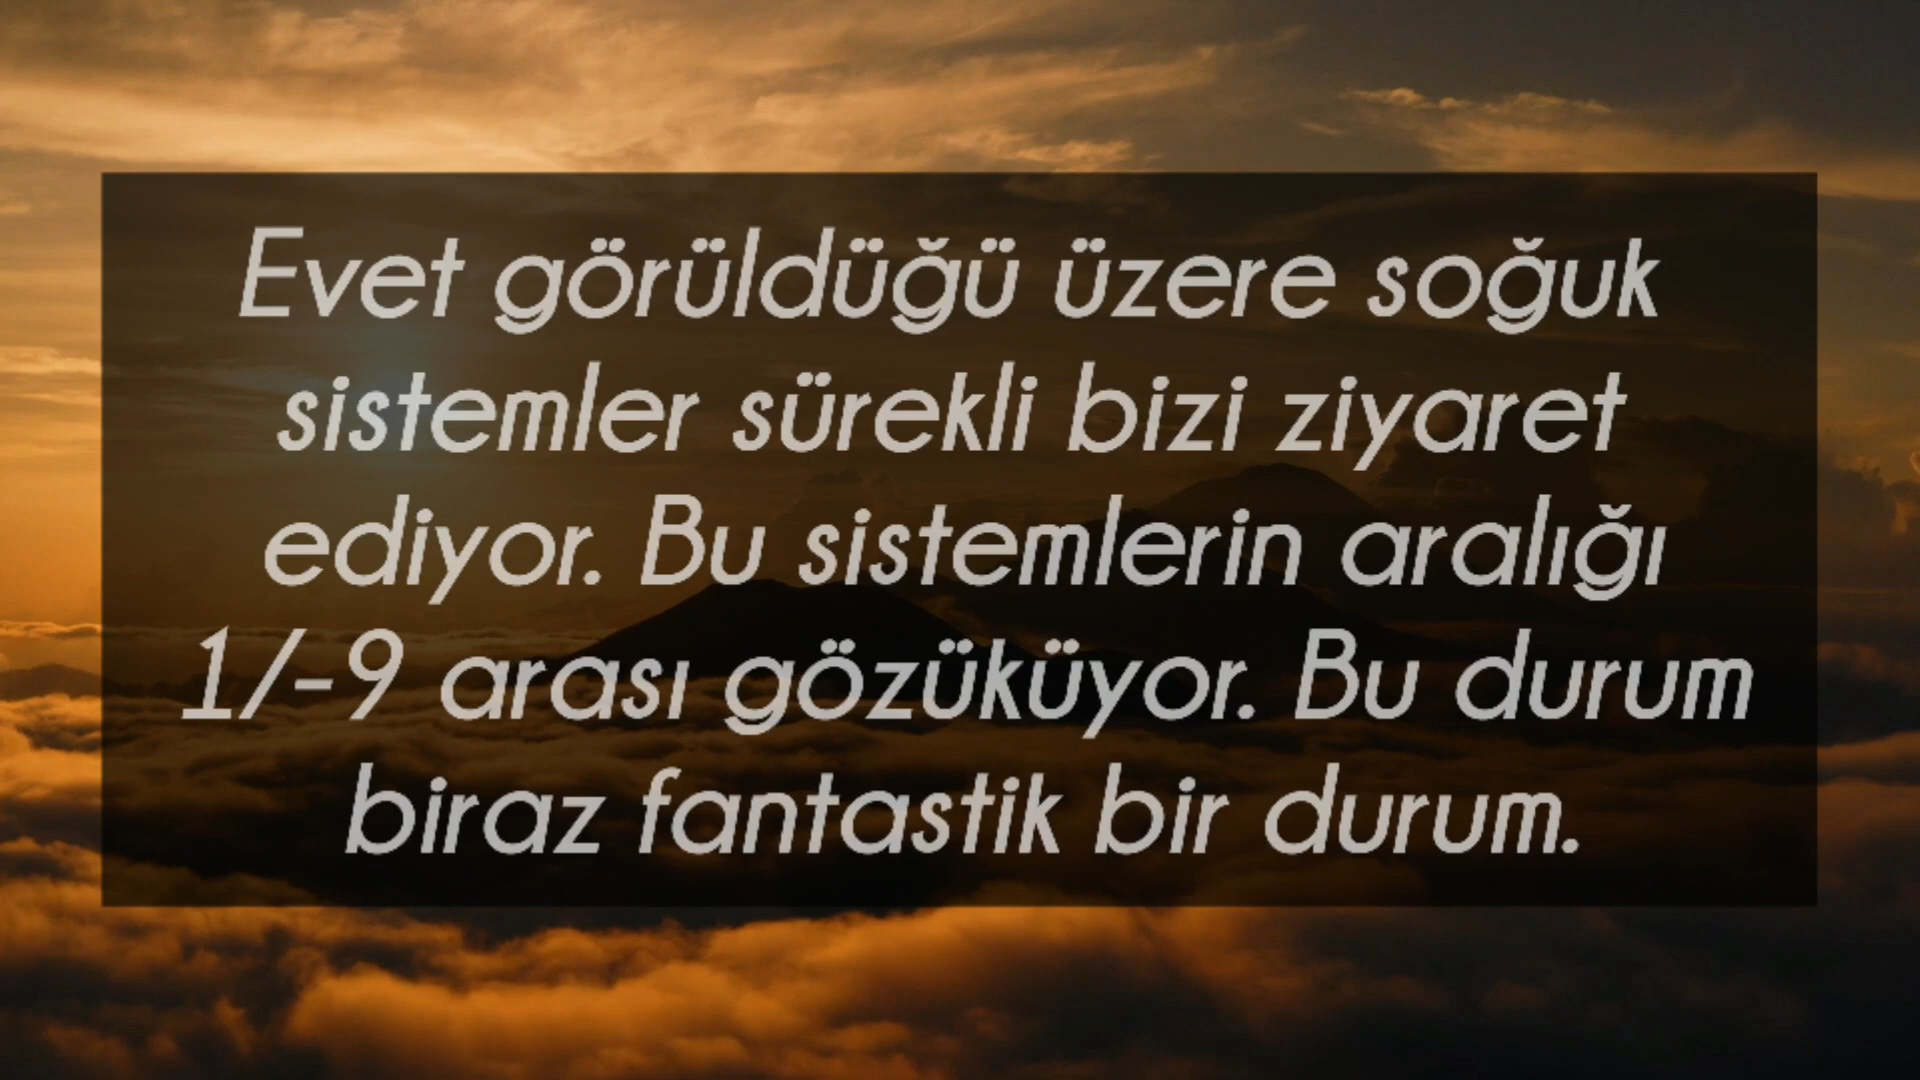 Evet görüldüğü üzere soğuk
sistemler sürekli bizi ziyaret
ediyor. Bu sistemlerin aralığı
1/-9 arası gözüküyor. Bu durum
biraz fantastik bir durum.